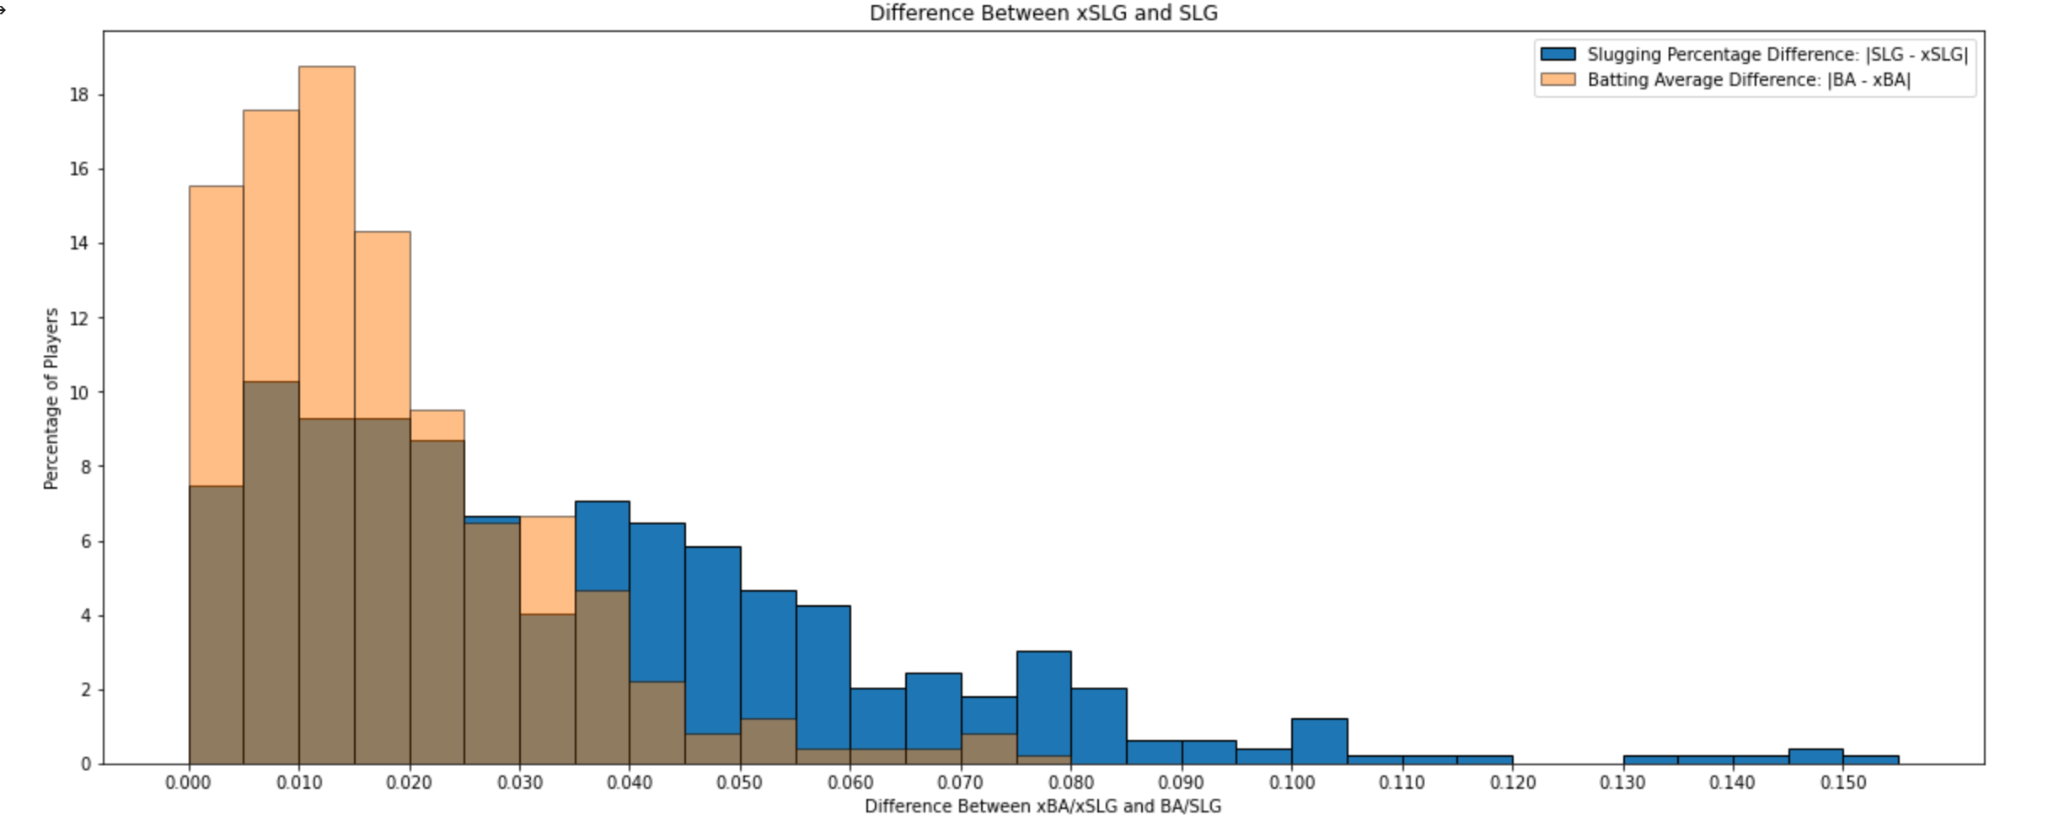 Difference Between xSLG and SLG
Slugging Percentage Difference: |SLG - xSLG|
Batting Average Difference: |BA - xBA|
Percentage of Players
18
16
14
12
10
8
6
4
2
0
0.000 0.010 0.020 0.030 0.040 0.050 0.060 0.070 0.080 0.090 0.100 0.110 0.120 0.130 0.140 0.150
Difference Between xBA/xSLG and BA/SLG